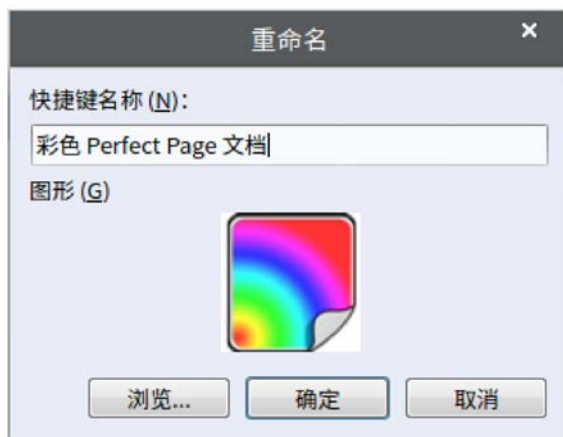 重命名
快捷键名称 (N):
彩色 Perfect Page 文档
图形 (G)
浏览...
确定
取消